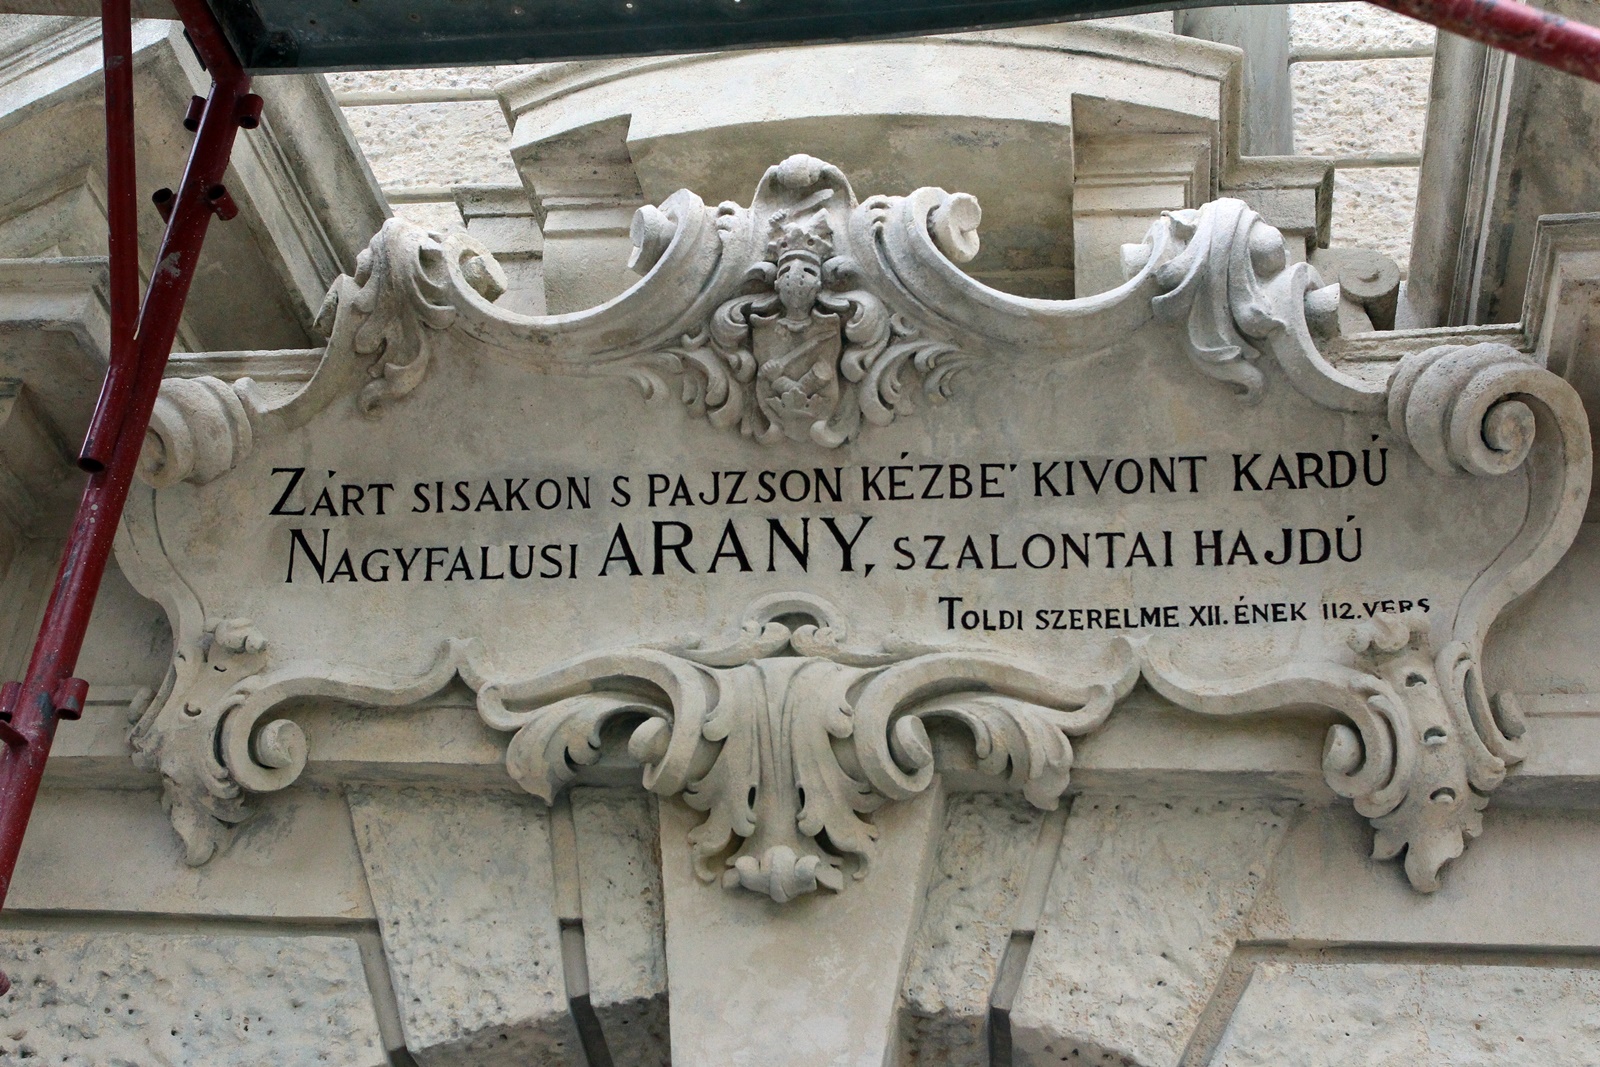 ZÁRT SISAKON S PAJZSON KÉZBE' KIVONT KARDÚ
NAGYFALUSI ARANY, SZALONTAI HAJDÚ
TOLDI SZERELME XII. ÉNEK 112. VERS